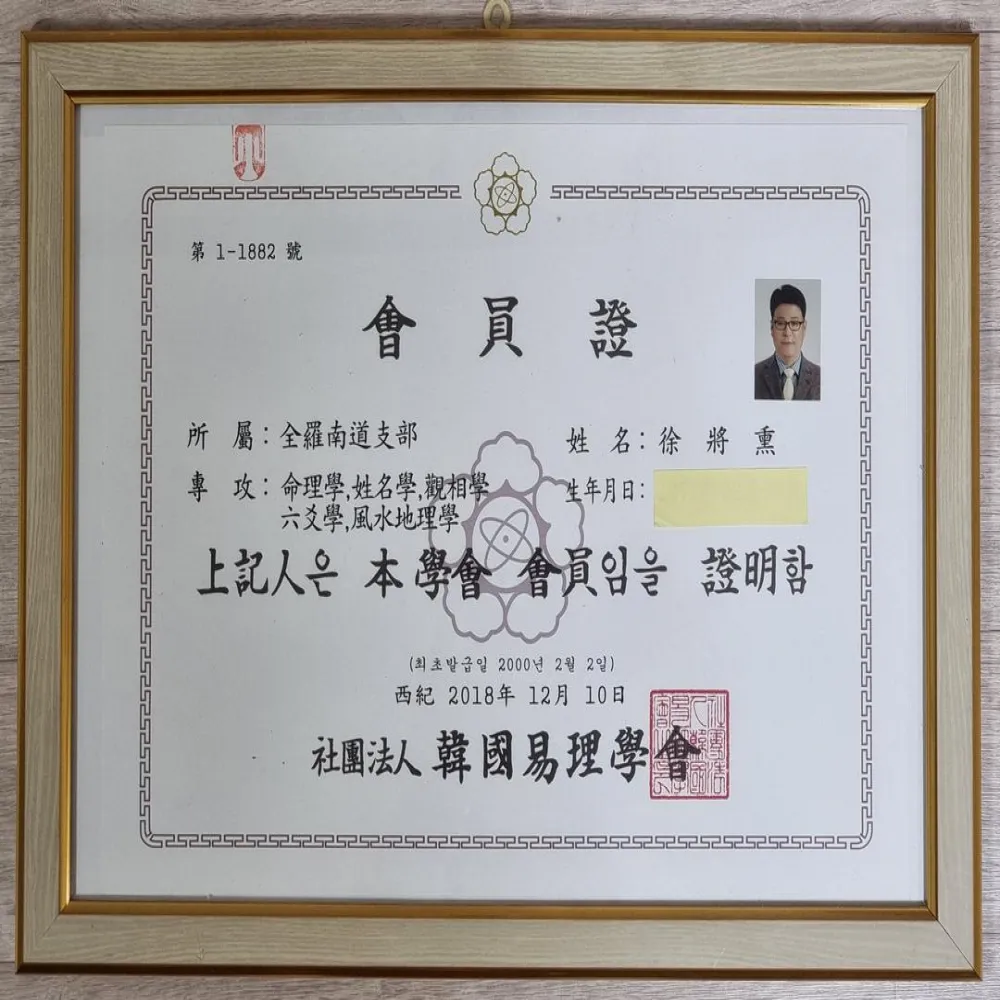 第 1-1882 號
會 員 證
所 屬 : 全羅南道支部
姓 名 : 徐 將 熏
專 攻 : 命理學,姓名學,觀相學
六爻學,風水地理學
生年月日:
上記人은 本學會 會員임을 證明함
(최초발급일 2000년 2월 2일)
西紀 2018年 12月 10日
社團法人 韓國易理學會